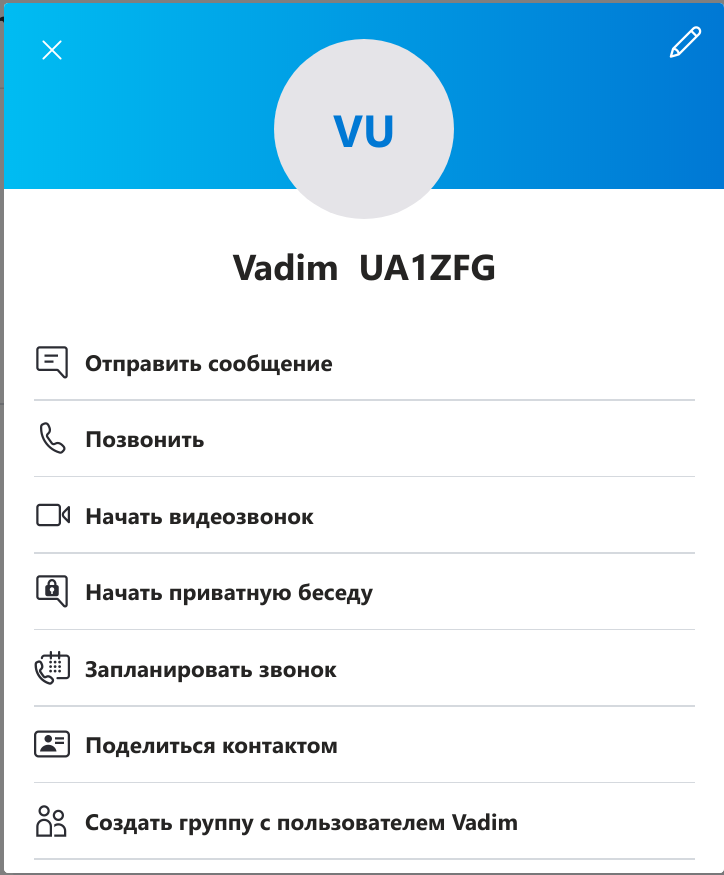 VU
Vadim UA1ZFG
Отправить сообщение
Позвонить
Начать видеозвонок
Начать приватную беседу
Запланировать звонок
Поделиться контактом
Создать группу с пользователем Vadim